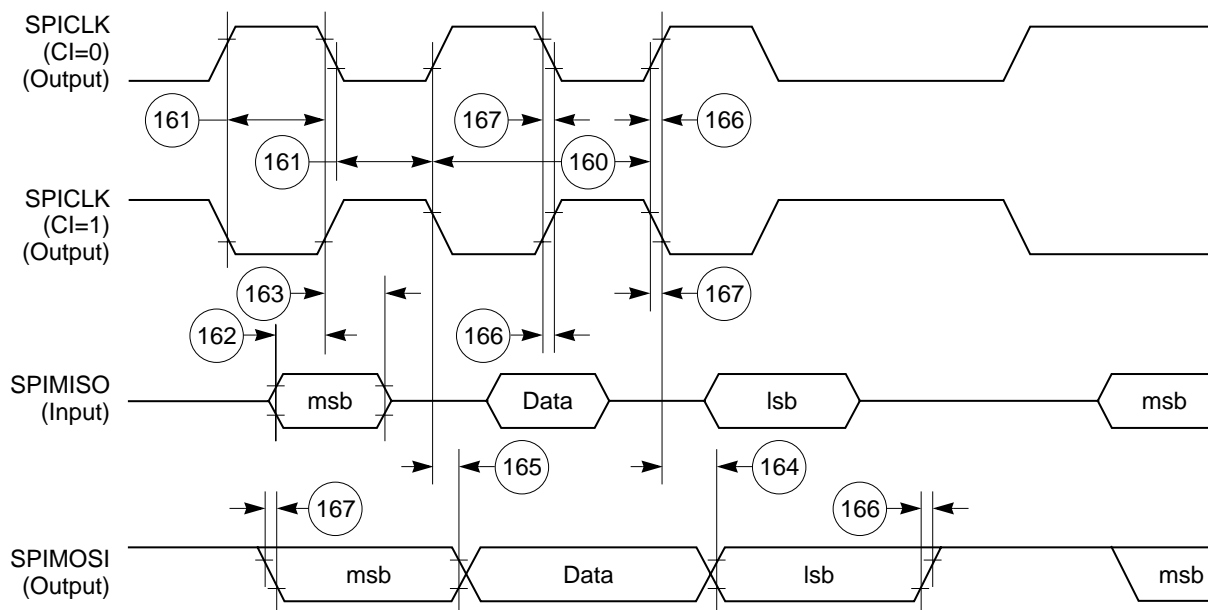 SPICLK
(CI=0)
(Output)
161
167
166
161
160
SPICLK
(CI=1)
(Output)
163
167
162
166
SPIMISO
(Input)
msb
Data
lsb
msb
165
164
167
166
SPIMOSI
(Output)
msb
Data
lsb
msb